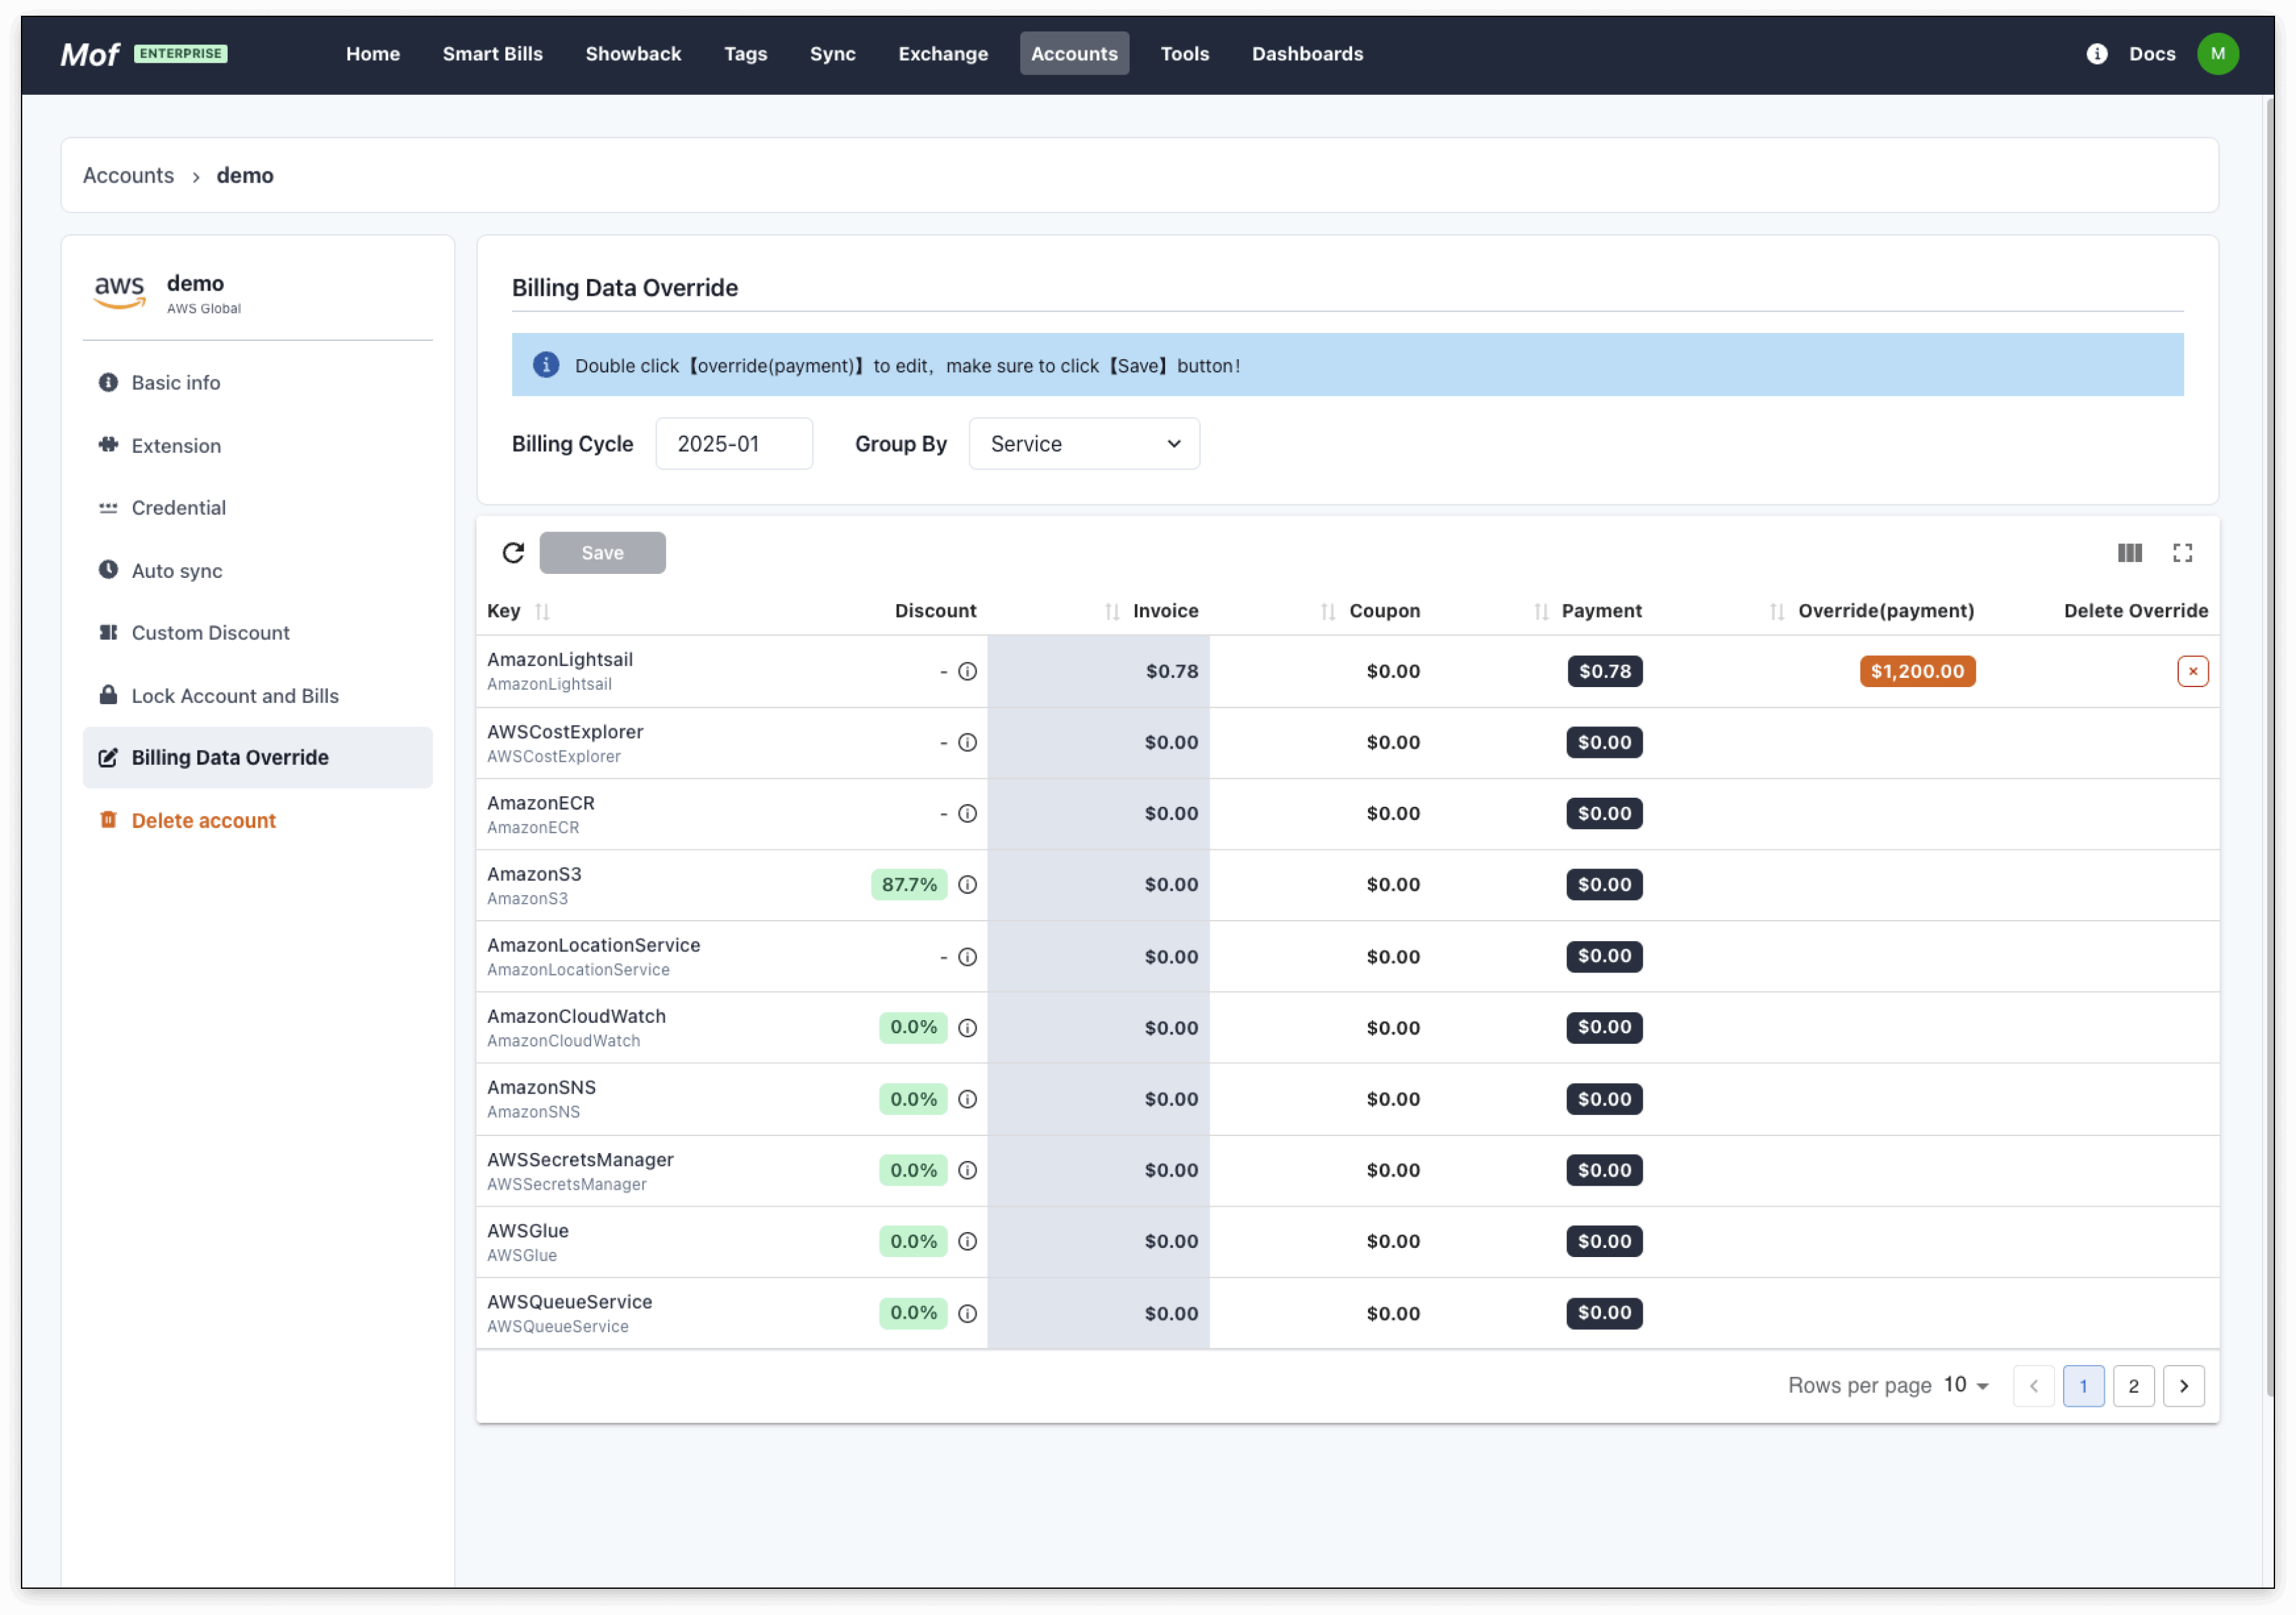 Mof ENTERPRISE Home Smart Bills Showback Tags Sync Exchange Accounts Tools Dashboards Docs M
Accounts › demo
aws demo
AWS Global
Basic info
Extension
Credential
Auto sync
Custom Discount
Lock Account and Bills
Billing Data Override
Delete account
Billing Data Override
Double click【override(payment)】to edit，make sure to click【Save】button！
Billing Cycle 2025-01 Group By Service
Save
Key Discount Invoice Coupon Payment Override(payment) Delete Override
AmazonLightsail
AmazonLightsail
- $0.78 $0.00 $0.78 $1,200.00 ×
AWSCostExplorer
AWSCostExplorer
- $0.00 $0.00 $0.00
AmazonECR
AmazonECR
- $0.00 $0.00 $0.00
AmazonS3
AmazonS3
87.7% $0.00 $0.00 $0.00
AmazonLocationService
AmazonLocationService
- $0.00 $0.00 $0.00
AmazonCloudWatch
AmazonCloudWatch
0.0% $0.00 $0.00 $0.00
AmazonSNS
AmazonSNS
0.0% $0.00 $0.00 $0.00
AWSSecretsManager
AWSSecretsManager
0.0% $0.00 $0.00 $0.00
AWSGlue
AWSGlue
0.0% $0.00 $0.00 $0.00
AWSQueueService
AWSQueueService
0.0% $0.00 $0.00 $0.00
Rows per page 10 1 2